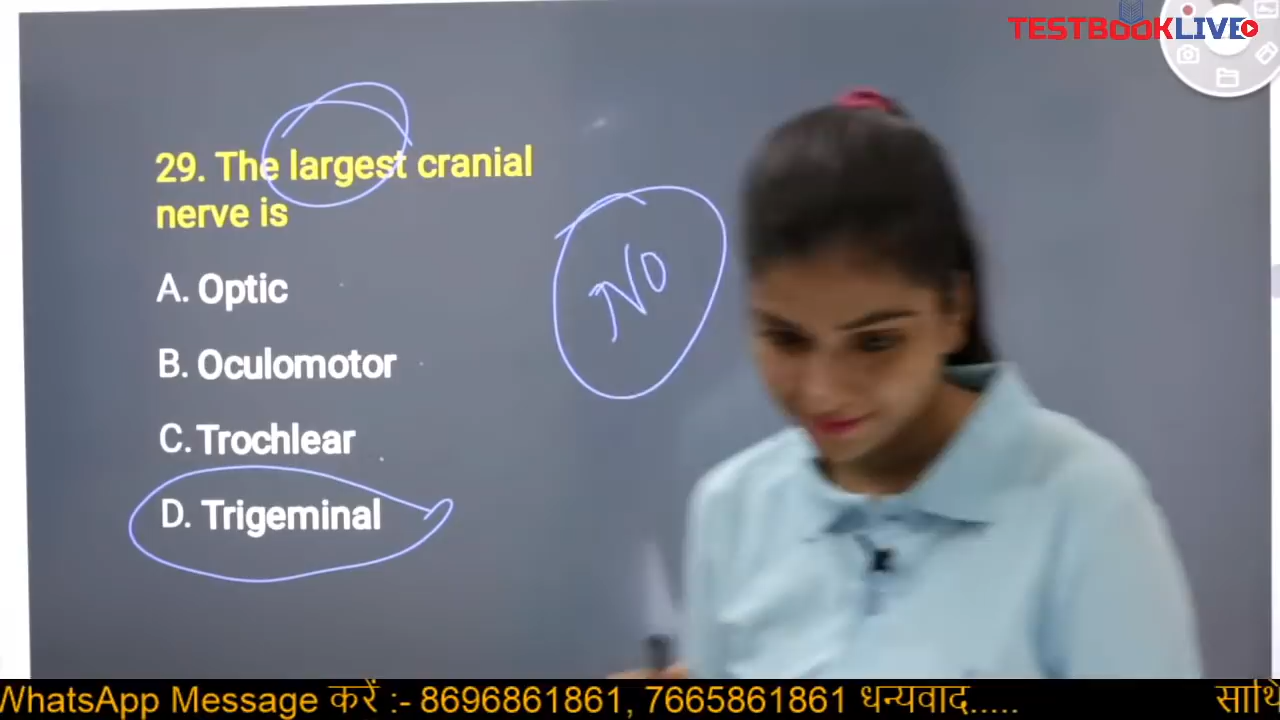 TESTBOOKLIVE
29. The largest cranial
nerve is
NO
A. Optic
B. Oculomotor
C. Trochlear
D. Trigeminal
WhatsApp Message करें :- 8696861861, 7665861861 धन्यवाद.....